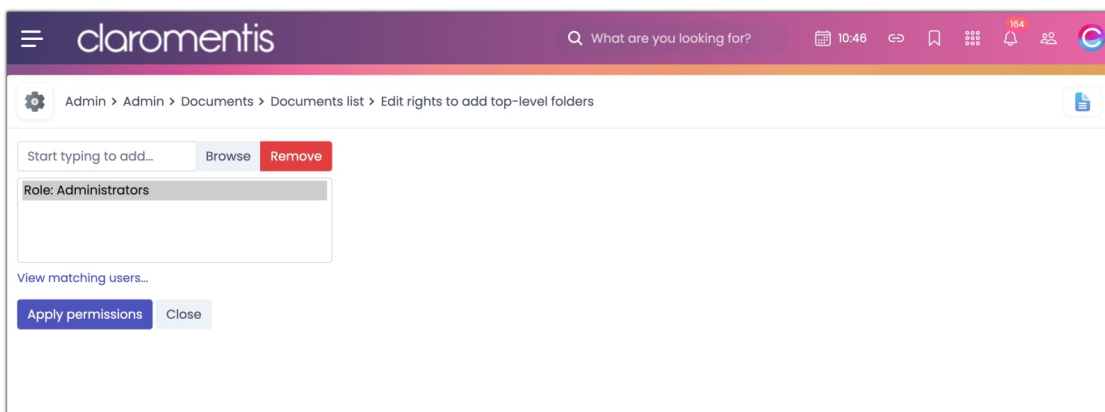 claromentis
What are you looking for?
10:46
164
Admin > Admin > Documents > Documents list > Edit rights to add top-level folders
Start typing to add...
Browse
Remove
Role: Administrators
View matching users...
Apply permissions
Close